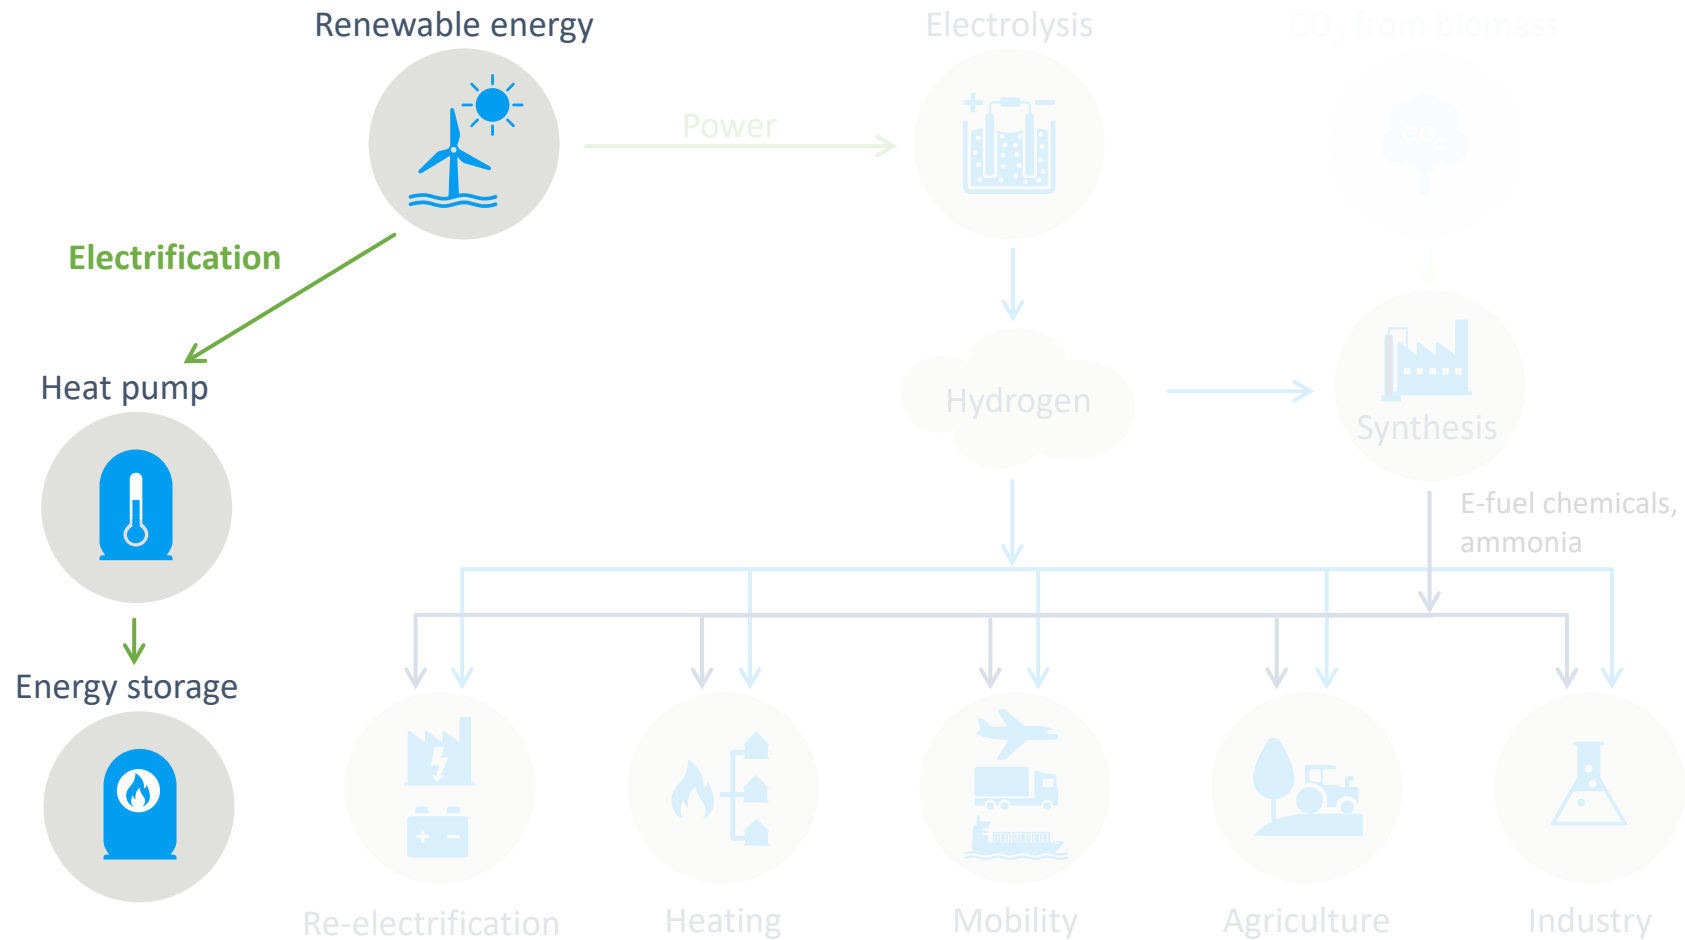 Renewable energy
Electrolysis
CO₂ from biomass
Power
CO₂
Electrification
Heat pump
Hydrogen
Synthesis
E-fuel chemicals,
ammonia
Energy storage
Re-electrification
Heating
Mobility
Agriculture
Industry